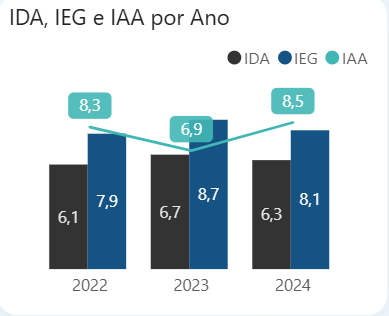 IDA, IEG e IAA por Ano
IDA IEG IAA
8,3 6,9 8,5
6,1 7,9 6,7 8,7 6,3 8,1
2022 2023 2024